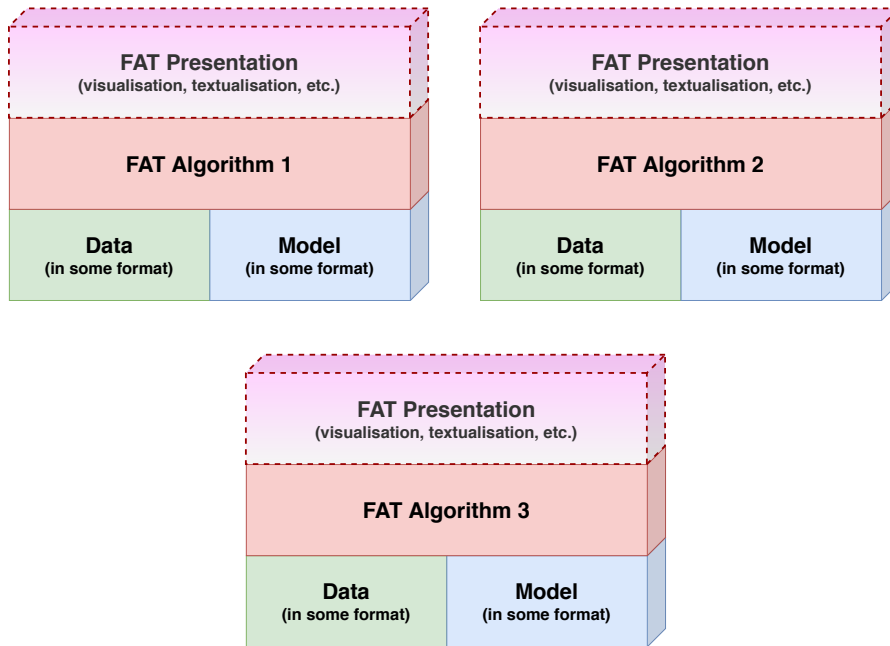 FAT Presentation
(visualisation, textualisation, etc.)
FAT Algorithm 1
Data
(in some format)
Model
(in some format)
FAT Presentation
(visualisation, textualisation, etc.)
FAT Algorithm 2
Data
(in some format)
Model
(in some format)
FAT Presentation
(visualisation, textualisation, etc.)
FAT Algorithm 3
Data
(in some format)
Model
(in some format)